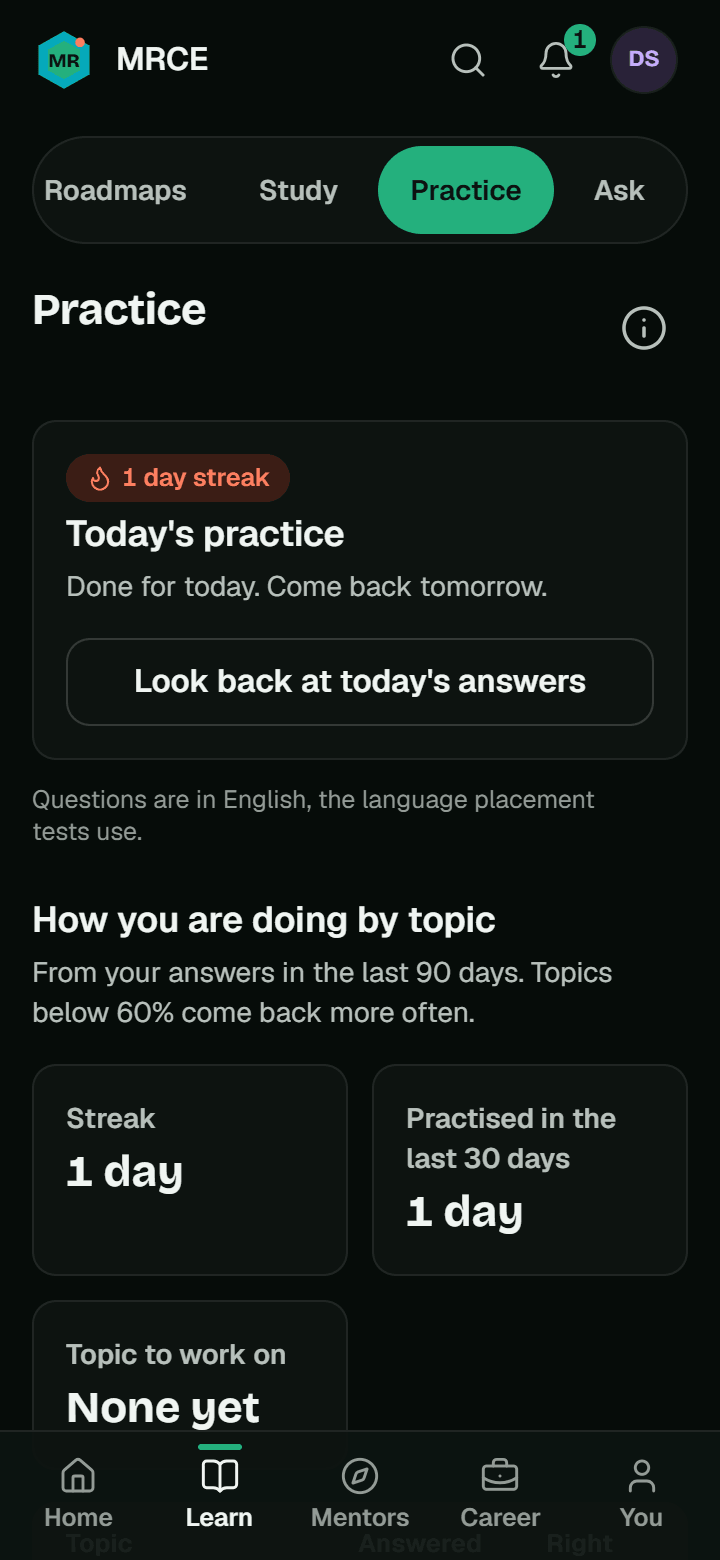 MR
MRCE
1
DS
Roadmaps
Study
Practice
Ask
Practice
1 day streak
Today's practice
Done for today. Come back tomorrow.
Look back at today's answers
Questions are in English, the language placement
tests use.
How you are doing by topic
From your answers in the last 90 days. Topics
below 60% come back more often.
Streak
1 day
Practised in the
last 30 days
1 day
Topic to work on
None yet
Home
Learn
Mentors
Career
You
Topic
Answered
Right